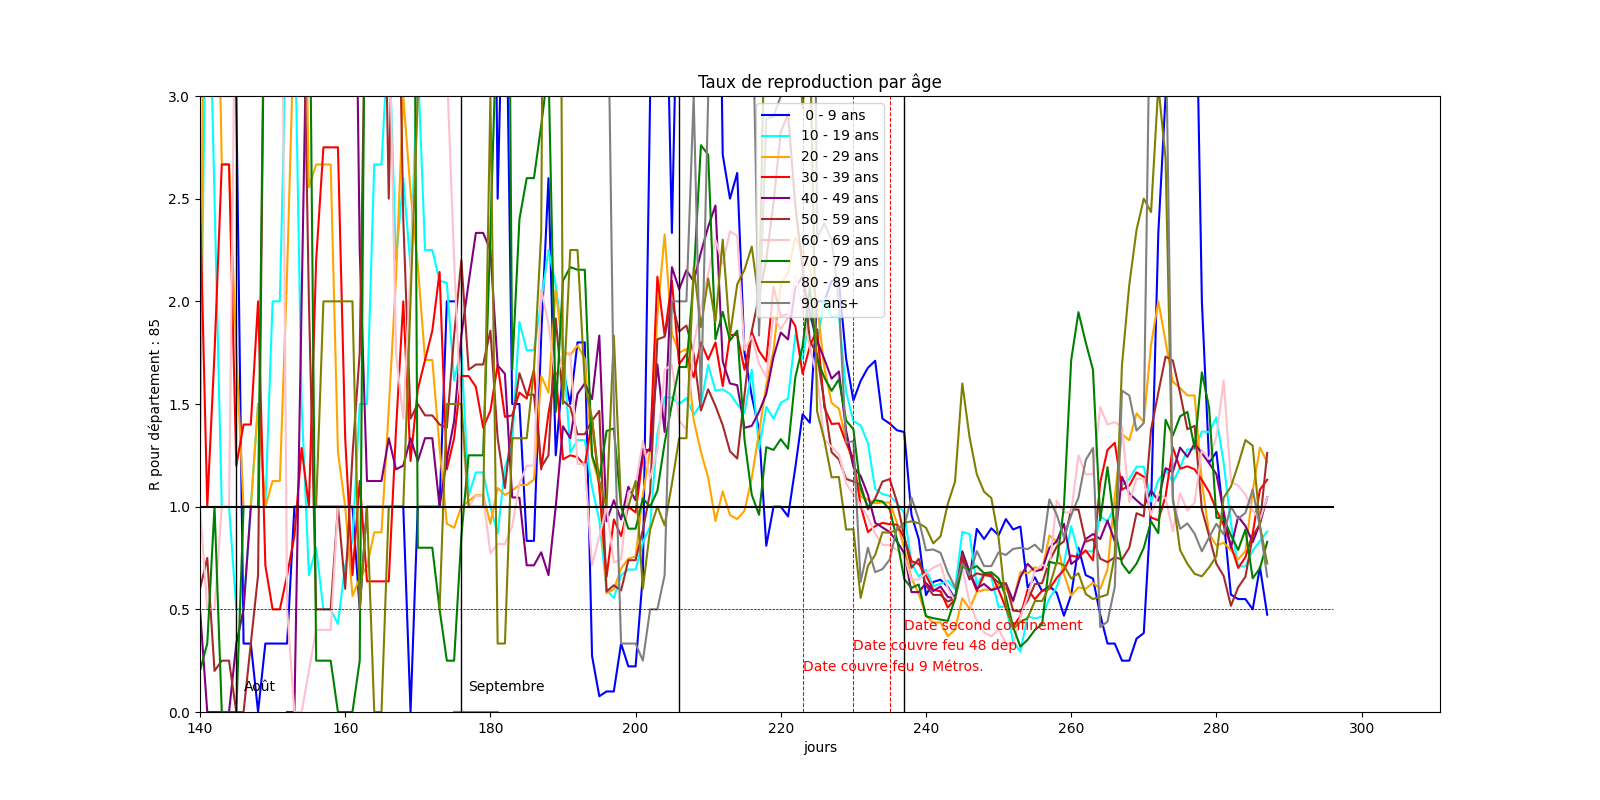 Taux de reproduction par âge
3.0
2.5
2.0
1.5
1.0
0.5
0.0
R pour département : 85
0 - 9 ans
10 - 19 ans
20 - 29 ans
30 - 39 ans
40 - 49 ans
50 - 59 ans
60 - 69 ans
70 - 79 ans
80 - 89 ans
90 ans+
Date second confinement
Date couvre feu 48 dep.
Date couvre feu 9 Métros.
Août
Septembre
140 160 180 200 220 240 260 280 300
jours